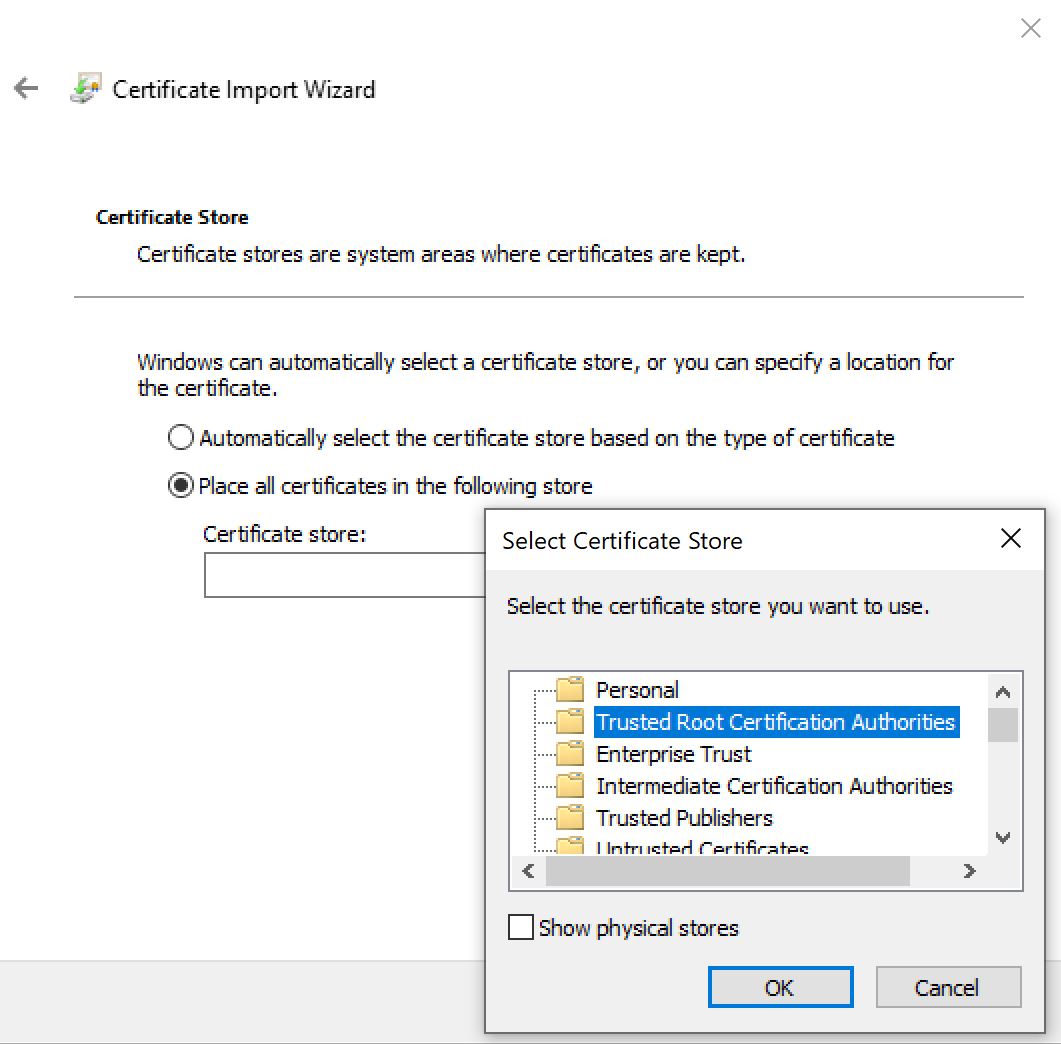 Certificate Import Wizard
Certificate Store
Certificate stores are system areas where certificates are kept.
Windows can automatically select a certificate store, or you can specify a location for
the certificate.
Automatically select the certificate store based on the type of certificate
Place all certificates in the following store
Certificate store:
Select Certificate Store
Select the certificate store you want to use.
Personal
Trusted Root Certification Authorities
Enterprise Trust
Intermediate Certification Authorities
Trusted Publishers
Untrusted Certificates
Show physical stores
OK
Cancel